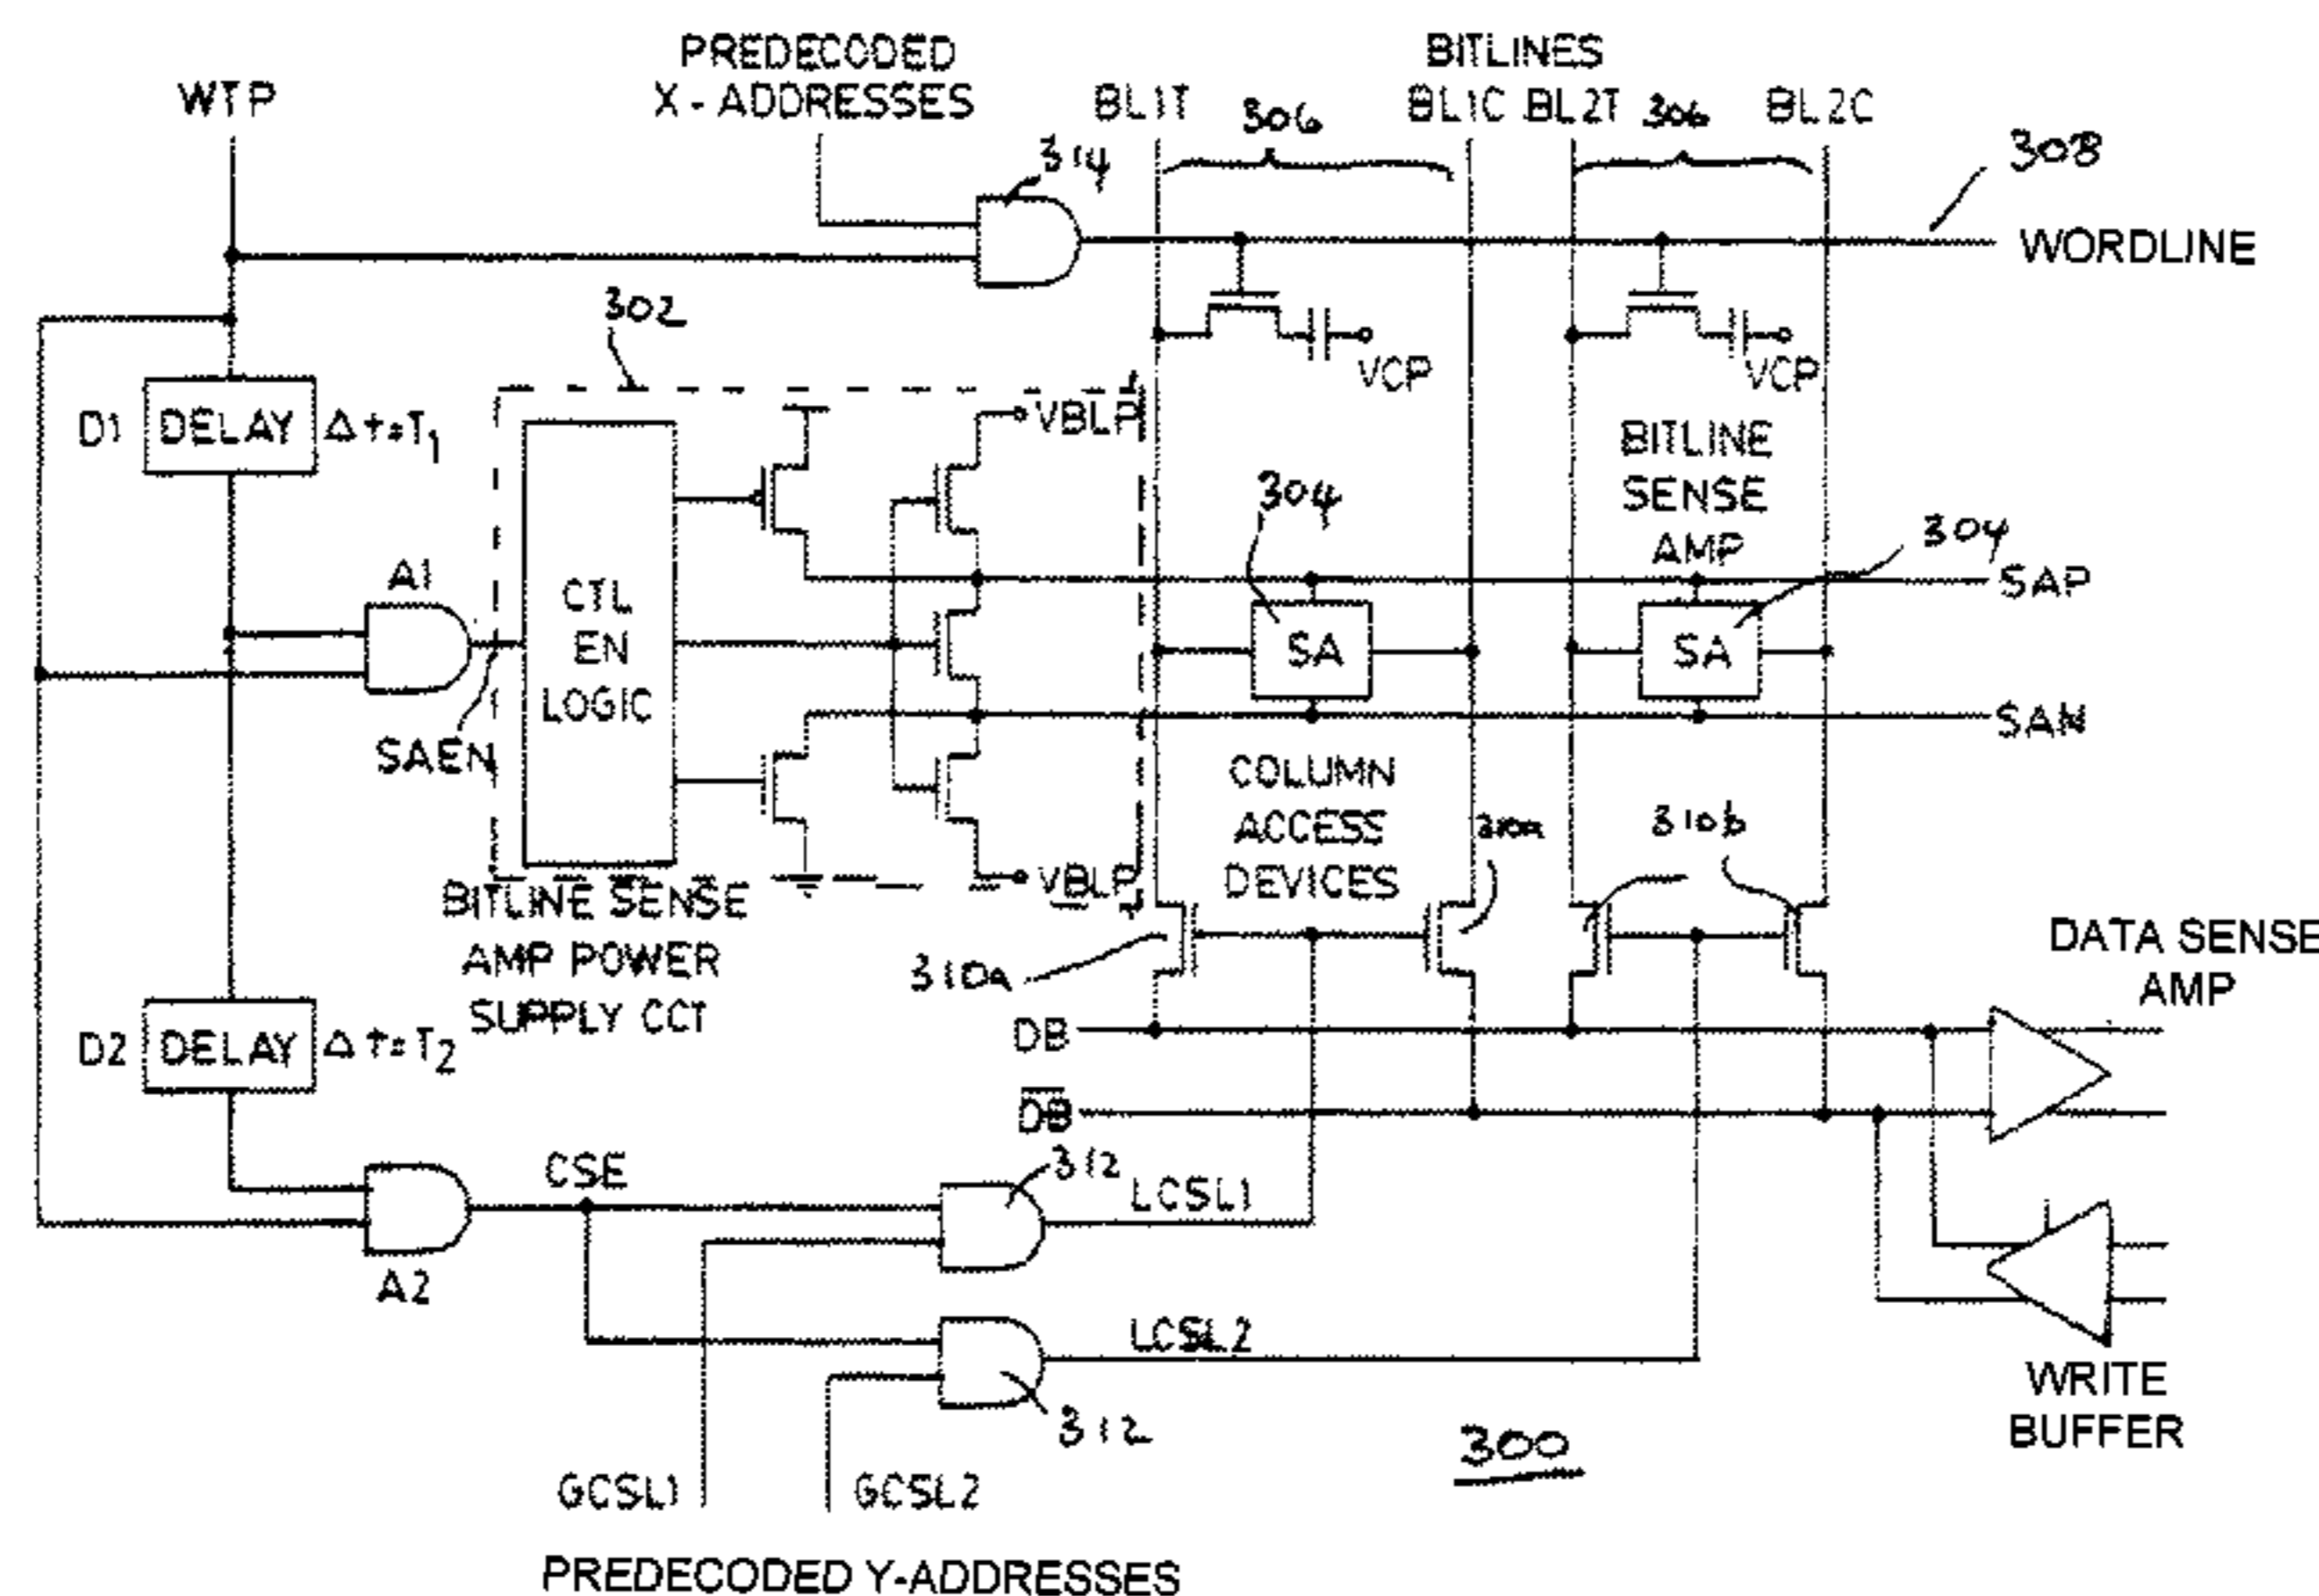 PREDECODED
X - ADDRESSES
BITLINES
WTP
BL1T
306
BL1C
BL2T
306
BL2C
314
308
WORDLINE
302
VCP
VCP
D1
DELAY
Δt=T1
VBLP
BITLINE
SENSE
AMP
304
304
A1
CTL
EN
LOGIC
SA
SA
SAP
SAEN
SAN
COLUMN
ACCESS
DEVICES
310a
310b
VBLP
BITLINE SENSE
AMP POWER
SUPPLY CCT
310a
DATA SENSE
AMP
D2
DELAY
Δt=T2
DB
DB
CSE
312
LCSL1
A2
LCSL2
312
WRITE
BUFFER
300
GCSL1
GCSL2
PREDECODED Y-ADDRESSES